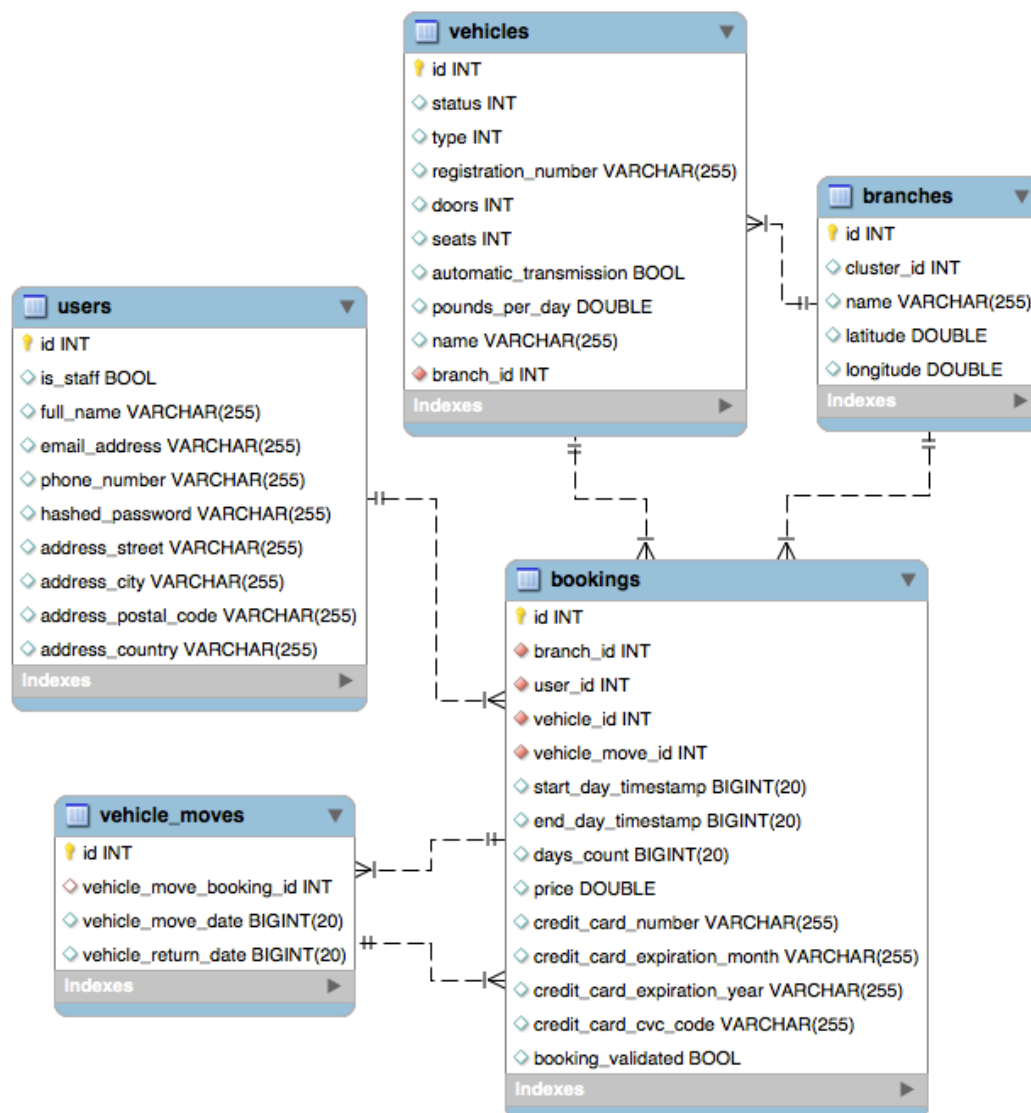 vehicles
id INT
status INT
type INT
registration_number VARCHAR(255)
doors INT
seats INT
automatic_transmission BOOL
pounds_per_day DOUBLE
name VARCHAR(255)
branch_id INT
Indexes
branches
id INT
cluster_id INT
name VARCHAR(255)
latitude DOUBLE
longitude DOUBLE
Indexes
users
id INT
is_staff BOOL
full_name VARCHAR(255)
email_address VARCHAR(255)
phone_number VARCHAR(255)
hashed_password VARCHAR(255)
address_street VARCHAR(255)
address_city VARCHAR(255)
address_postal_code VARCHAR(255)
address_country VARCHAR(255)
Indexes
bookings
id INT
branch_id INT
user_id INT
vehicle_id INT
vehicle_move_id INT
start_day_timestamp BIGINT(20)
end_day_timestamp BIGINT(20)
days_count BIGINT(20)
price DOUBLE
credit_card_number VARCHAR(255)
credit_card_expiration_month VARCHAR(255)
credit_card_expiration_year VARCHAR(255)
credit_card_cvc_code VARCHAR(255)
booking_validated BOOL
Indexes
vehicle_moves
id INT
vehicle_move_booking_id INT
vehicle_move_date BIGINT(20)
vehicle_return_date BIGINT(20)
Indexes